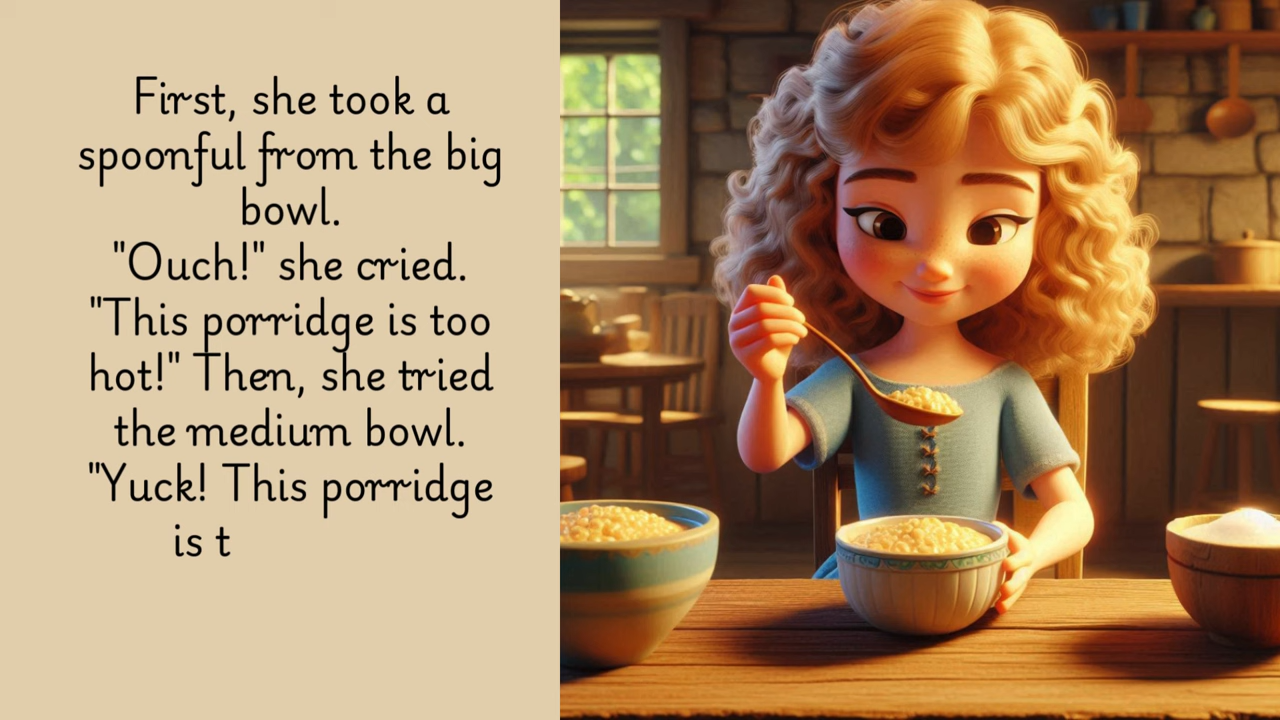 First, she took a
spoonful from the big
bowl.
"Ouch!" she cried.
"This porridge is too
hot!" Then, she tried
the medium bowl.
"Yuck! This porridge
is t